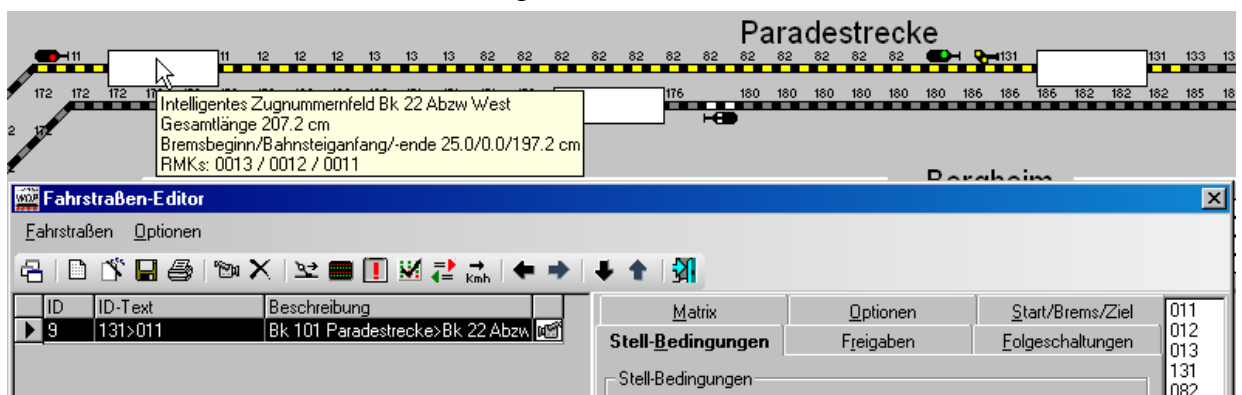 Paradestrecke
11 11 12 12 12 13 13 13 82 82 82 82 82 82 82 82 82 82 82 82 131 131 133 13
172 172 172 176 180 180 180 180 180 180 186 186 186 182 182 182 185 18
Intelligentes Zugnummernfeld Bk 22 Abzw West
Gesamtlänge 207.2 cm
Bremsbeginn/Bahnsteiganfang/-ende 25.0/0.0/197.2 cm
RMKs: 0013 / 0012 / 0011
Fahrstraßen-Editor
Fahrstraßen Optionen
Kmh
ID ID-Text Beschreibung
9 131>011 Bk 101 Paradestrecke>Bk 22 Abzw
Matrix Optionen Start/Brems/Ziel
Stell-Bedingungen Freigaben Folgeschaltungen
Stell-Bedingungen
011
012
013
131
082